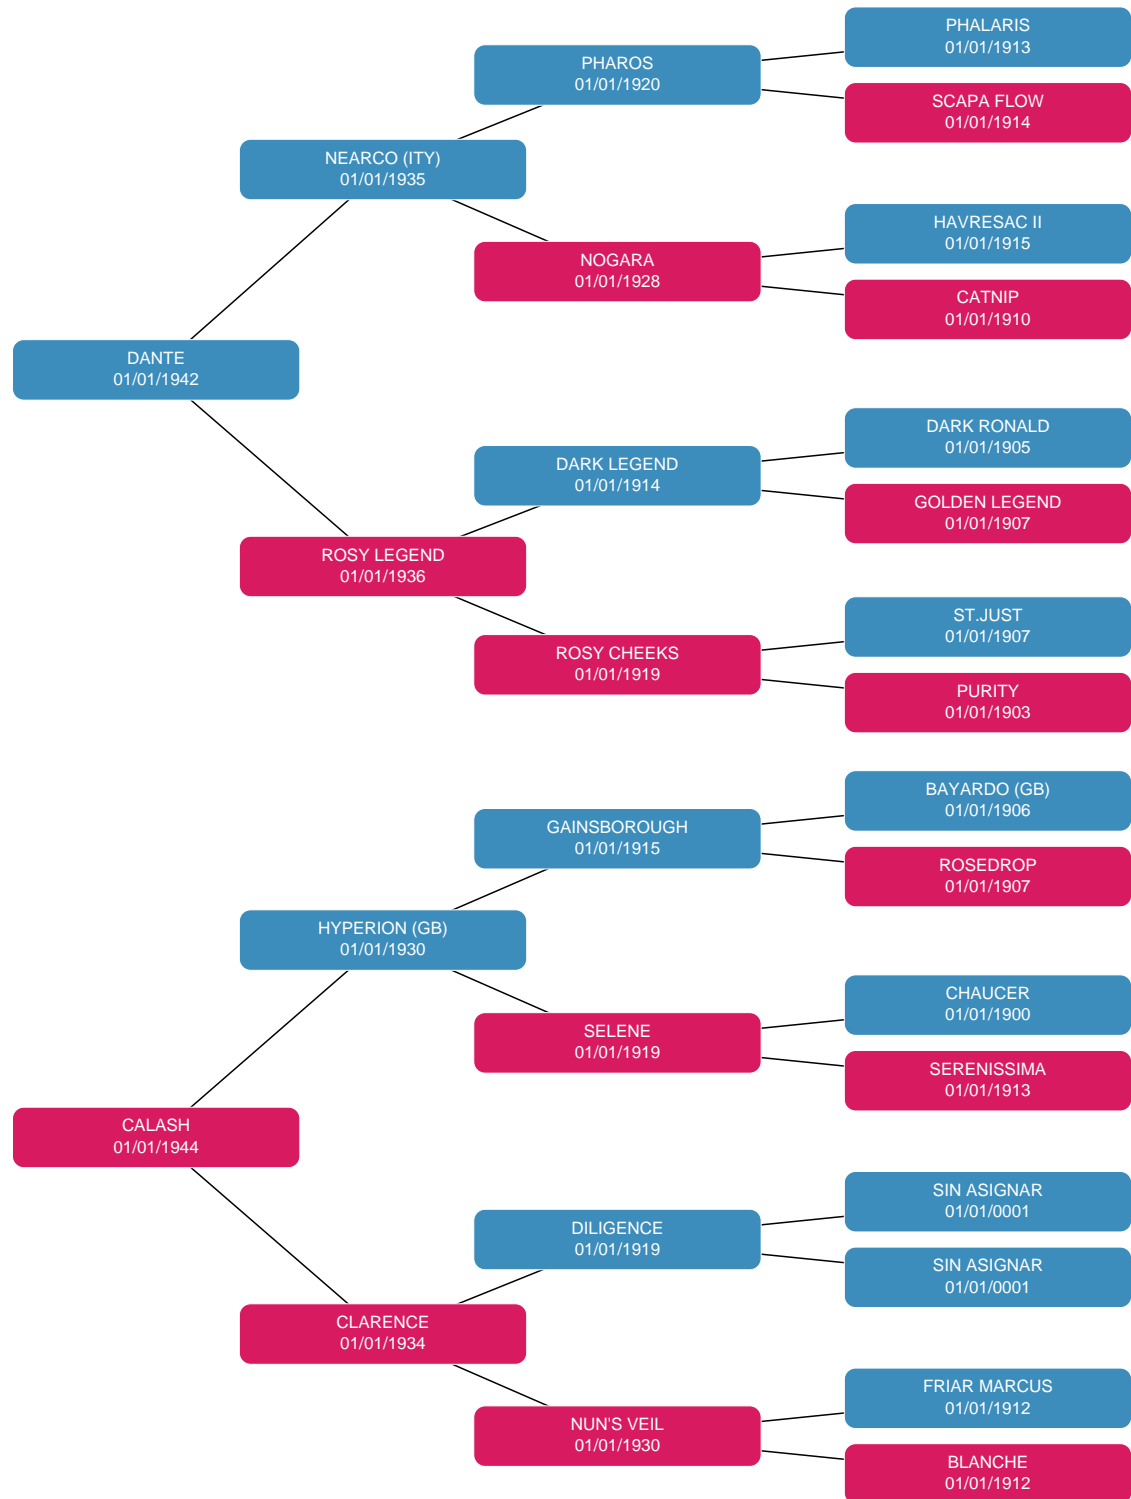 PHALARIS
01/01/1913
PHAROS
01/01/1920
SCAPA FLOW
01/01/1914
NEARCO (ITY)
01/01/1935
HAVRESAC II
01/01/1915
NOGARA
01/01/1928
CATNIP
01/01/1910
DANTE
01/01/1942
DARK RONALD
01/01/1905
DARK LEGEND
01/01/1914
GOLDEN LEGEND
01/01/1907
ROSY LEGEND
01/01/1936
ST.JUST
01/01/1907
ROSY CHEEKS
01/01/1919
PURITY
01/01/1903
BAYARDO (GB)
01/01/1906
GAINSBOROUGH
01/01/1915
ROSEDROP
01/01/1907
HYPERION (GB)
01/01/1930
CHAUCER
01/01/1900
SELENE
01/01/1919
SERENISSIMA
01/01/1913
CALASH
01/01/1944
SIN ASIGNAR
01/01/0001
DILIGENCE
01/01/1919
SIN ASIGNAR
01/01/0001
CLARENCE
01/01/1934
FRIAR MARCUS
01/01/1912
NUN'S VEIL
01/01/1930
BLANCHE
01/01/1912